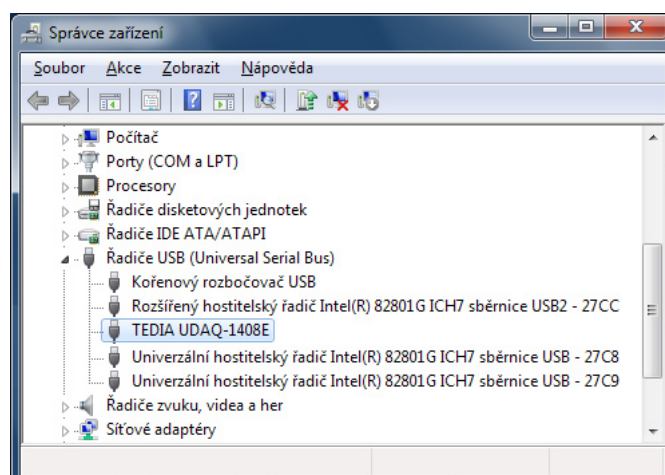 Správce zařízení
Soubor Akce Zobrazit Nápověda
Počítač
Porty (COM a LPT)
Procesory
Řadiče disketových jednotek
Řadiče IDE ATA/ATAPI
Řadiče USB (Universal Serial Bus)
Kořenový rozbočovač USB
Rozšířený hostitelský řadič Intel(R) 82801G ICH7 sběrnice USB2 - 27CC
TEDIA UDAQ-1408E
Univerzální hostitelský řadič Intel(R) 82801G ICH7 sběrnice USB - 27C8
Univerzální hostitelský řadič Intel(R) 82801G ICH7 sběrnice USB - 27C9
Řadiče zvuku, videa a her
Síťové adaptéry